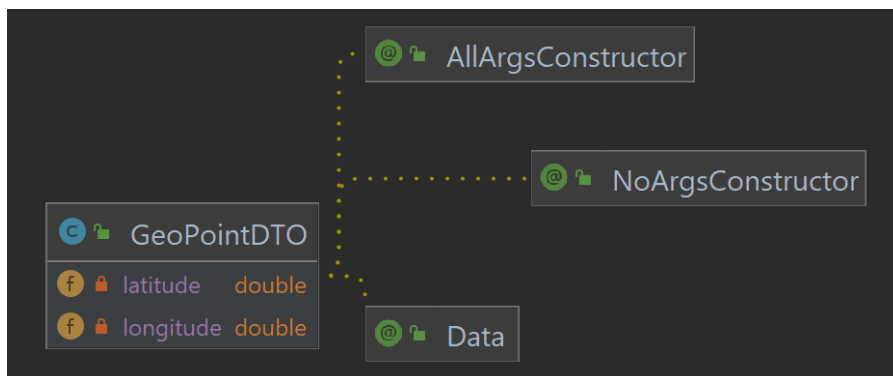 AllArgsConstructor
NoArgsConstructor
GeoPointDTO
latitude double
longitude double
Data